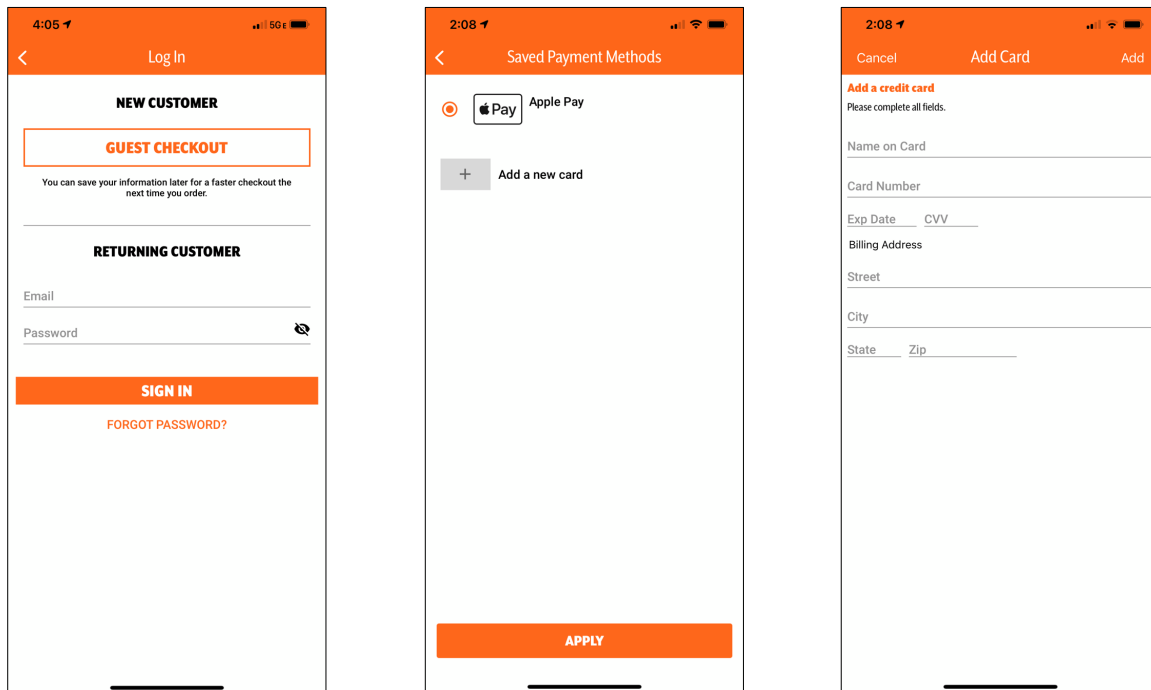 4:05
5G E
Log In
NEW CUSTOMER
GUEST CHECKOUT
You can save your information later for a faster checkout the
next time you order.
RETURNING CUSTOMER
Email
Password
SIGN IN
FORGOT PASSWORD?
2:08
Saved Payment Methods
Pay
Apple Pay
+
Add a new card
APPLY
2:08
Cancel
Add Card
Add
Add a credit card
Please complete all fields.
Name on Card
Card Number
Exp Date CVV
Billing Address
Street
City
State Zip